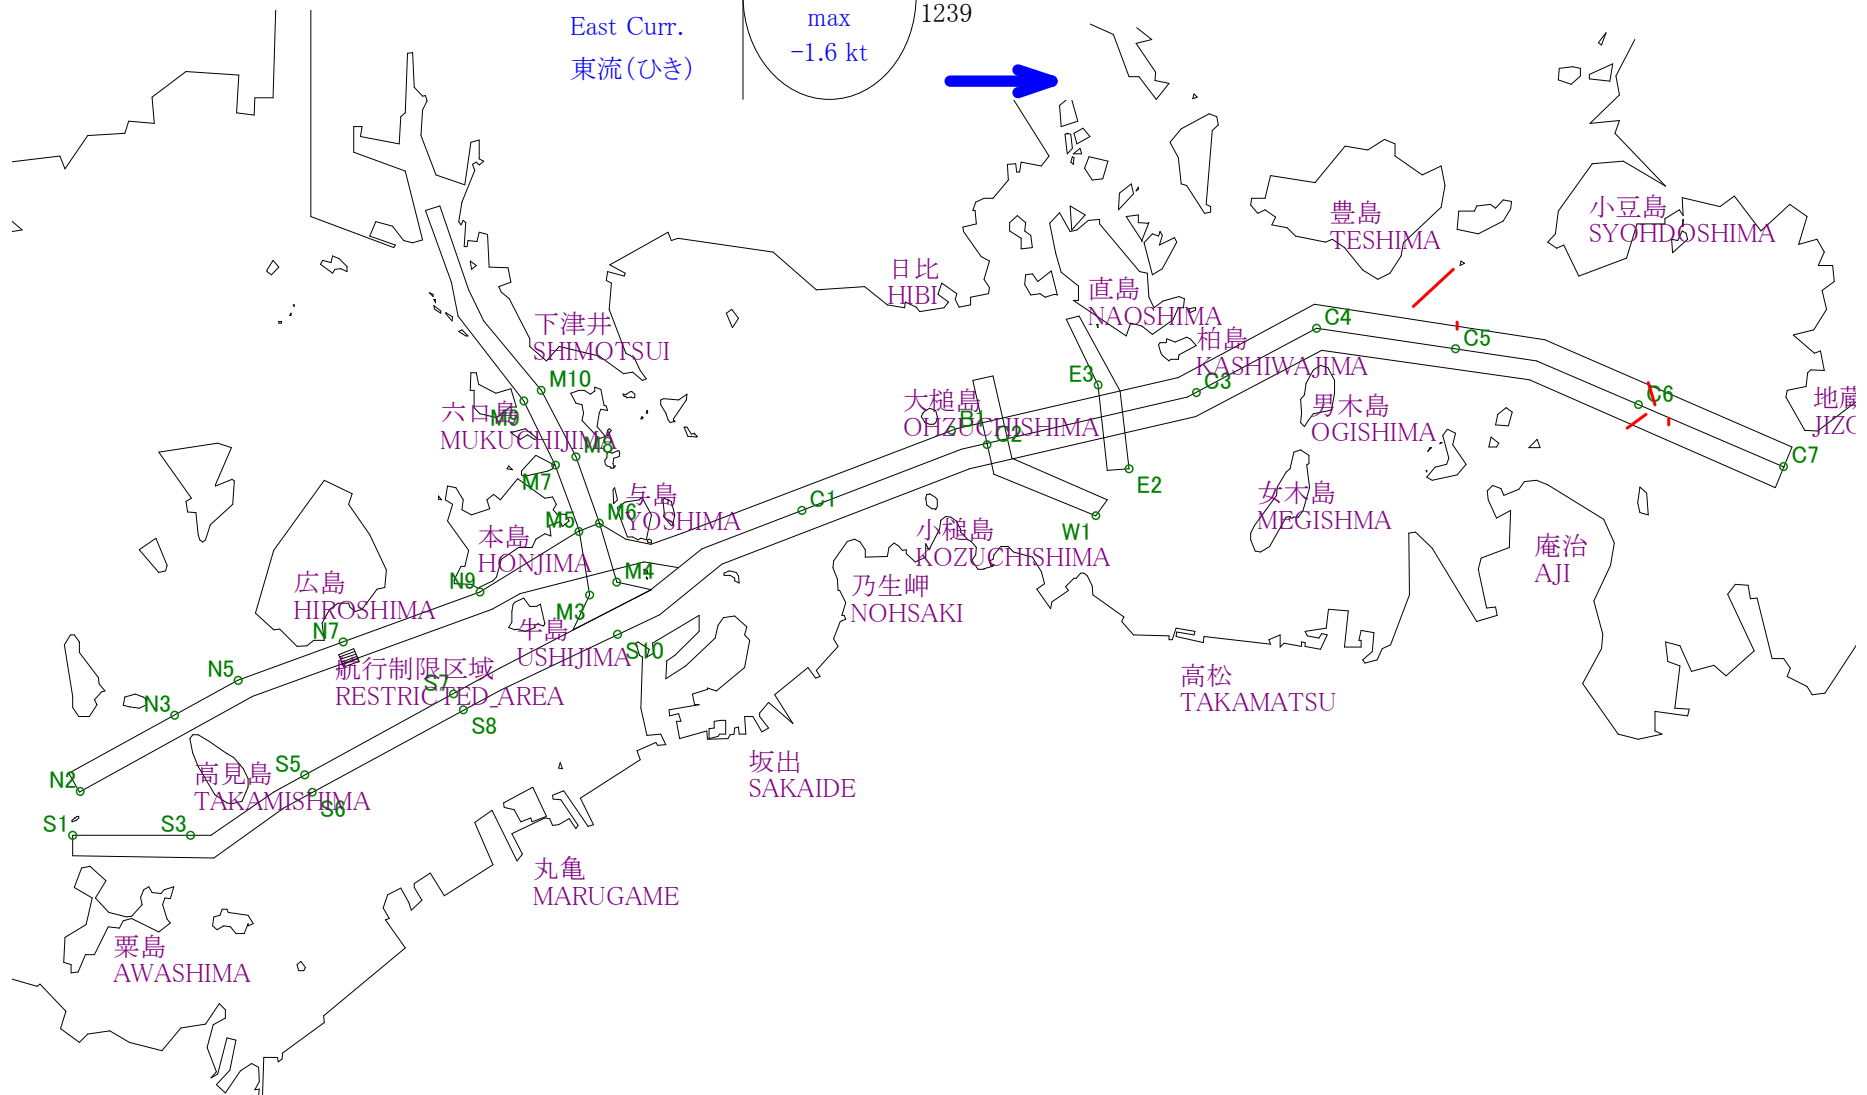 East Curr.
東流(ひき)
max
-1.6 kt
1239
豊島
TESHIMA
小豆島
SYOHDOSHIMA
日比
HIBI
直島
NAOSHIMA
下津井
SHIMOTSUI
柏島
KASHIWAJIMA
C4
C5
C6
C7
C3
E3
M10
M9
六口島
MUKUCHIJIMA
大槌島
OHZUCHISHIMA
B1
C2
男木島
OGISHIMA
地蔵
JIZO
M8
M7
E2
与島
YOSHIMA
M5
M6
C1
女木島
MEGISHMA
W1
本島
HONJIMA
小槌島
KOZUCHISHIMA
庵治
AJI
広島
HIROSHIMA
N9
M4
M3
乃生岬
NOHSAKI
N7
牛島
USHIJIMA
S10
N5
航行制限区域
RESTRICTED_AREA
S7
S8
高松
TAKAMATSU
N3
N2
高見島
TAKAMISHIMA
S5
S6
坂出
SAKAIDE
S1
S3
丸亀
MARUGAME
粟島
AWASHIMA